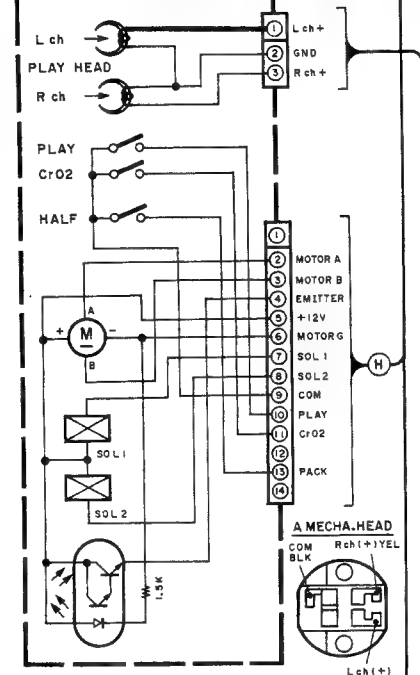 L ch
PLAY HEAD
R ch
1 Lch+
2 GND
3 Rch+
PLAY
CrO2
HALF
1
2 MOTOR A
3 MOTOR B
4 EMITTER
5 +12V
6 MOTOR G
7 SOL 1
8 SOL 2
9 COM
10 PLAY
11 CrO2
12
13 PACK
14
H
A
+ M -
B
SOL 1
SOL 2
1.5K
A MECHA.HEAD
COM
BLK
Rch(+)YEL
Lch(+)